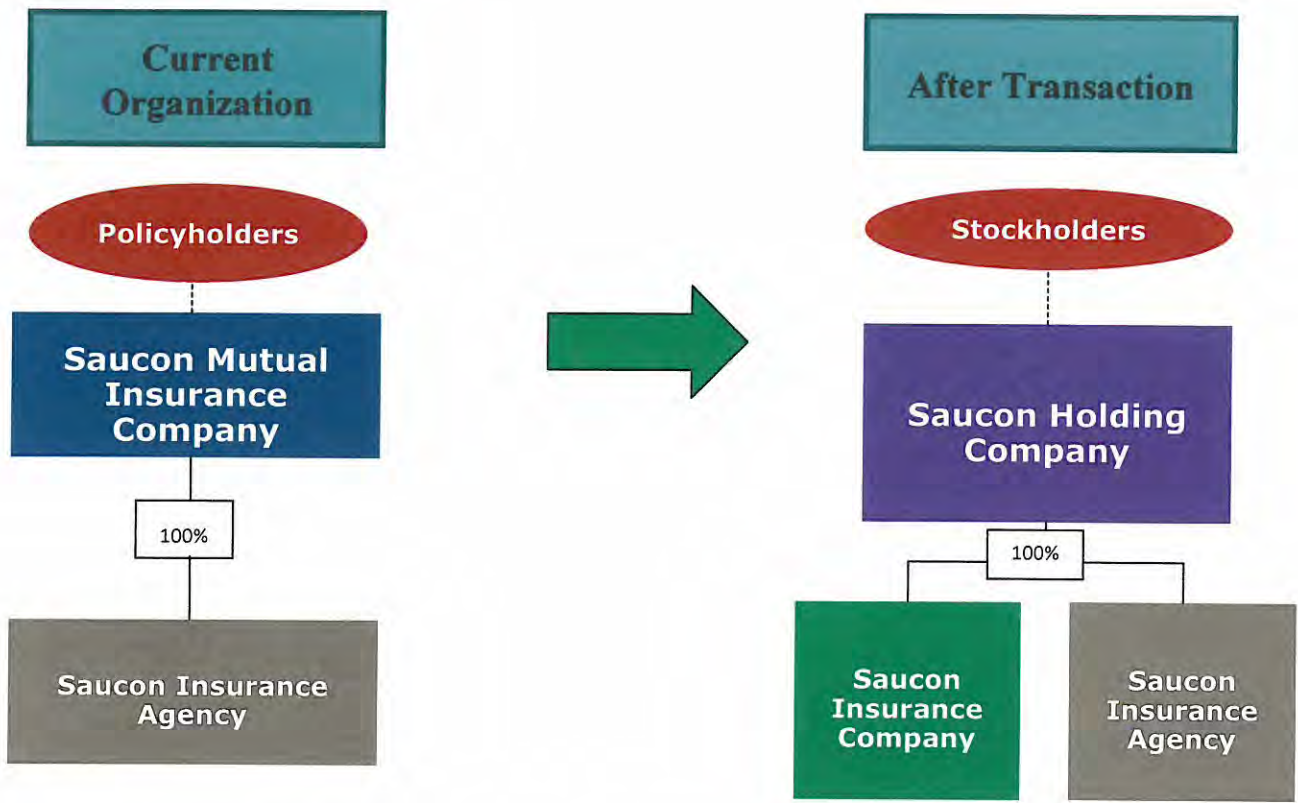 Current
Organization
Policyholders
Saucon Mutual
Insurance
Company
100%
Saucon Insurance
Agency
After Transaction
Stockholders
Saucon Holding
Company
100%
Saucon
Insurance
Company
Saucon
Insurance
Agency